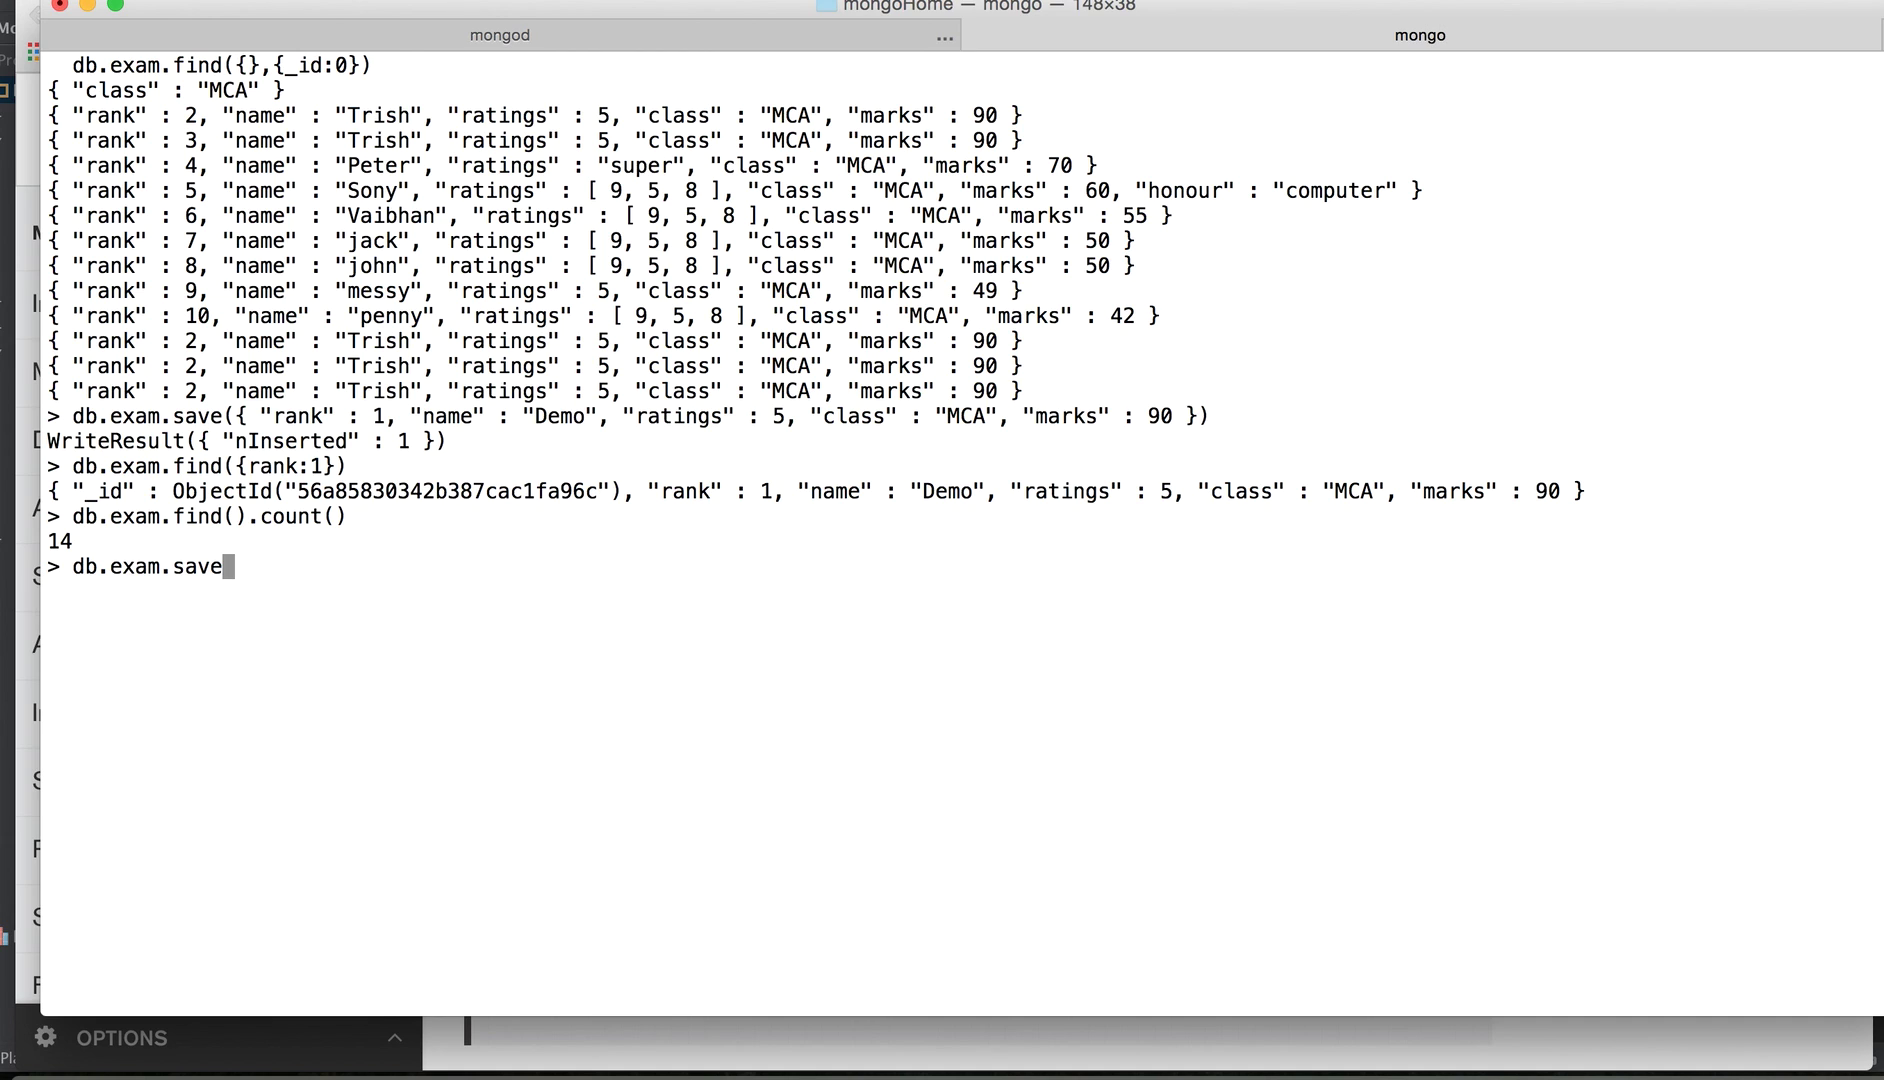 mongoHome — mongo — 148×38
mongod
...
mongo
db.exam.find({},{_id:0})
{ "class" : "MCA" }
{ "rank" : 2, "name" : "Trish", "ratings" : 5, "class" : "MCA", "marks" : 90 }
{ "rank" : 3, "name" : "Trish", "ratings" : 5, "class" : "MCA", "marks" : 90 }
{ "rank" : 4, "name" : "Peter", "ratings" : "super", "class" : "MCA", "marks" : 70 }
{ "rank" : 5, "name" : "Sony", "ratings" : [ 9, 5, 8 ], "class" : "MCA", "marks" : 60, "honour" : "computer" }
{ "rank" : 6, "name" : "Vaibhan", "ratings" : [ 9, 5, 8 ], "class" : "MCA", "marks" : 55 }
{ "rank" : 7, "name" : "jack", "ratings" : [ 9, 5, 8 ], "class" : "MCA", "marks" : 50 }
{ "rank" : 8, "name" : "john", "ratings" : [ 9, 5, 8 ], "class" : "MCA", "marks" : 50 }
{ "rank" : 9, "name" : "messy", "ratings" : 5, "class" : "MCA", "marks" : 49 }
{ "rank" : 10, "name" : "penny", "ratings" : [ 9, 5, 8 ], "class" : "MCA", "marks" : 42 }
{ "rank" : 2, "name" : "Trish", "ratings" : 5, "class" : "MCA", "marks" : 90 }
{ "rank" : 2, "name" : "Trish", "ratings" : 5, "class" : "MCA", "marks" : 90 }
{ "rank" : 2, "name" : "Trish", "ratings" : 5, "class" : "MCA", "marks" : 90 }
> db.exam.save({ "rank" : 1, "name" : "Demo", "ratings" : 5, "class" : "MCA", "marks" : 90 })
WriteResult({ "nInserted" : 1 })
> db.exam.find({rank:1})
{ "_id" : ObjectId("56a85830342b387cac1fa96c"), "rank" : 1, "name" : "Demo", "ratings" : 5, "class" : "MCA", "marks" : 90 }
> db.exam.find().count()
14
> db.exam.save
OPTIONS